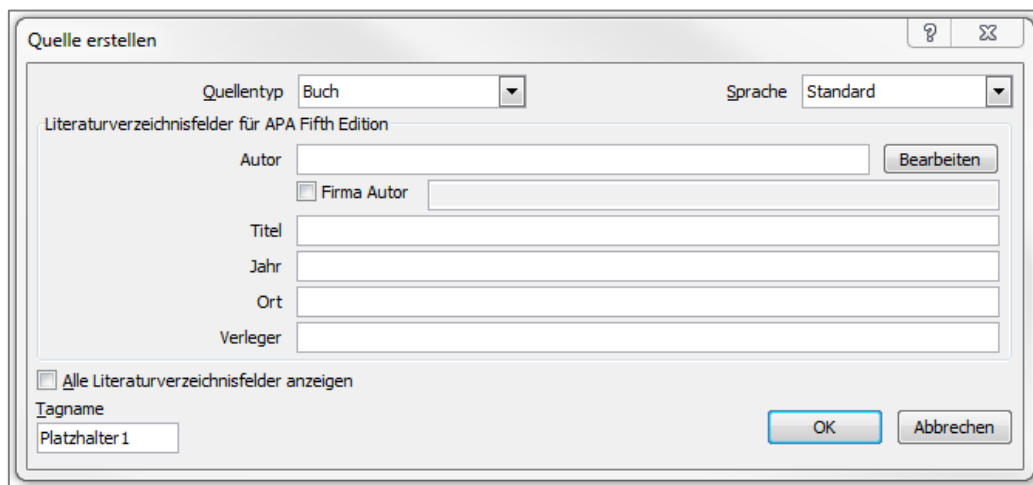 Quelle erstellen
Quellentyp Buch Sprache Standard
Literaturverzeichnisfelder für APA Fifth Edition
Autor Bearbeiten
Firma Autor
Titel
Jahr
Ort
Verleger
Alle Literaturverzeichnisfelder anzeigen
Tagname
Platzhalter1 OK Abbrechen